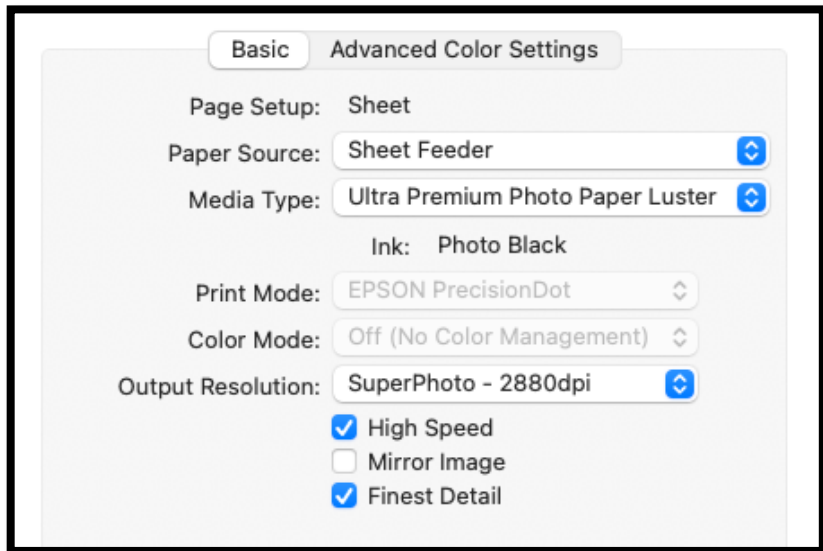 Basic Advanced Color Settings
Page Setup: Sheet
Paper Source: Sheet Feeder
Media Type: Ultra Premium Photo Paper Luster
Ink: Photo Black
Print Mode: EPSON PrecisionDot
Color Mode: Off (No Color Management)
Output Resolution: SuperPhoto - 2880dpi
High Speed
Mirror Image
Finest Detail